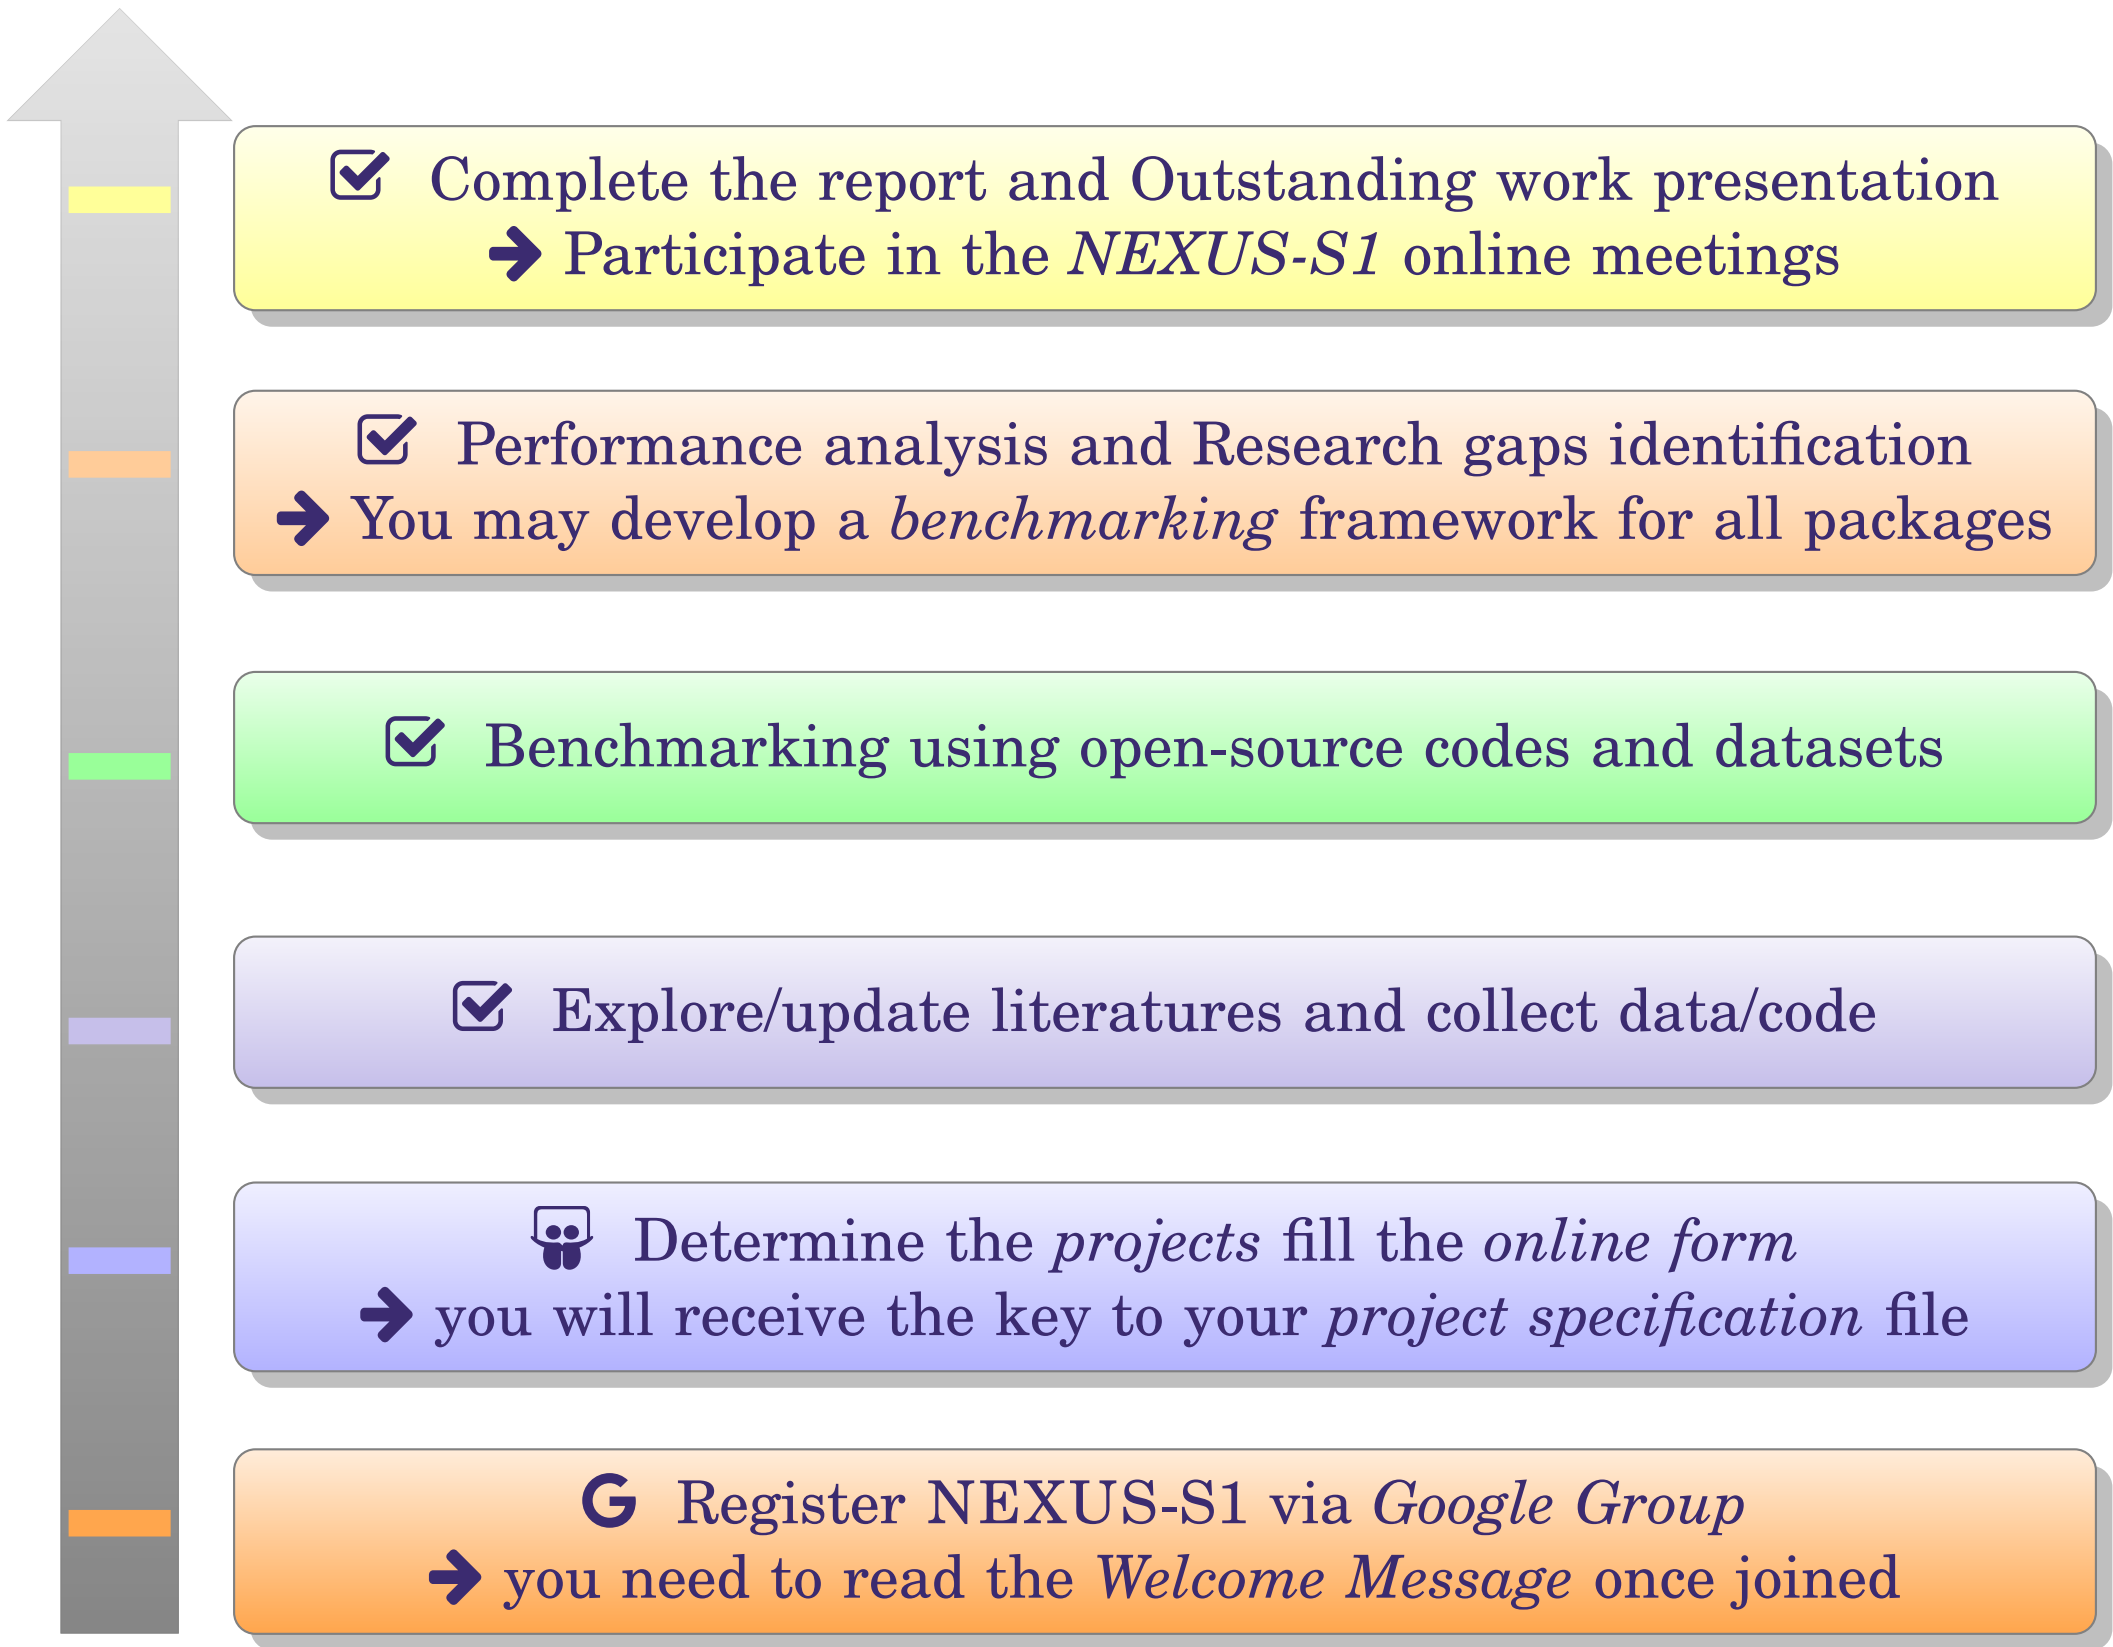 Complete the report and Outstanding work presentation
Participate in the NEXUS-S1 online meetings
Performance analysis and Research gaps identification
You may develop a benchmarking framework for all packages
Benchmarking using open-source codes and datasets
Explore/update literatures and collect data/code
Determine the projects fill the online form
you will receive the key to your project specification file
Register NEXUS-S1 via Google Group
you need to read the Welcome Message once joined